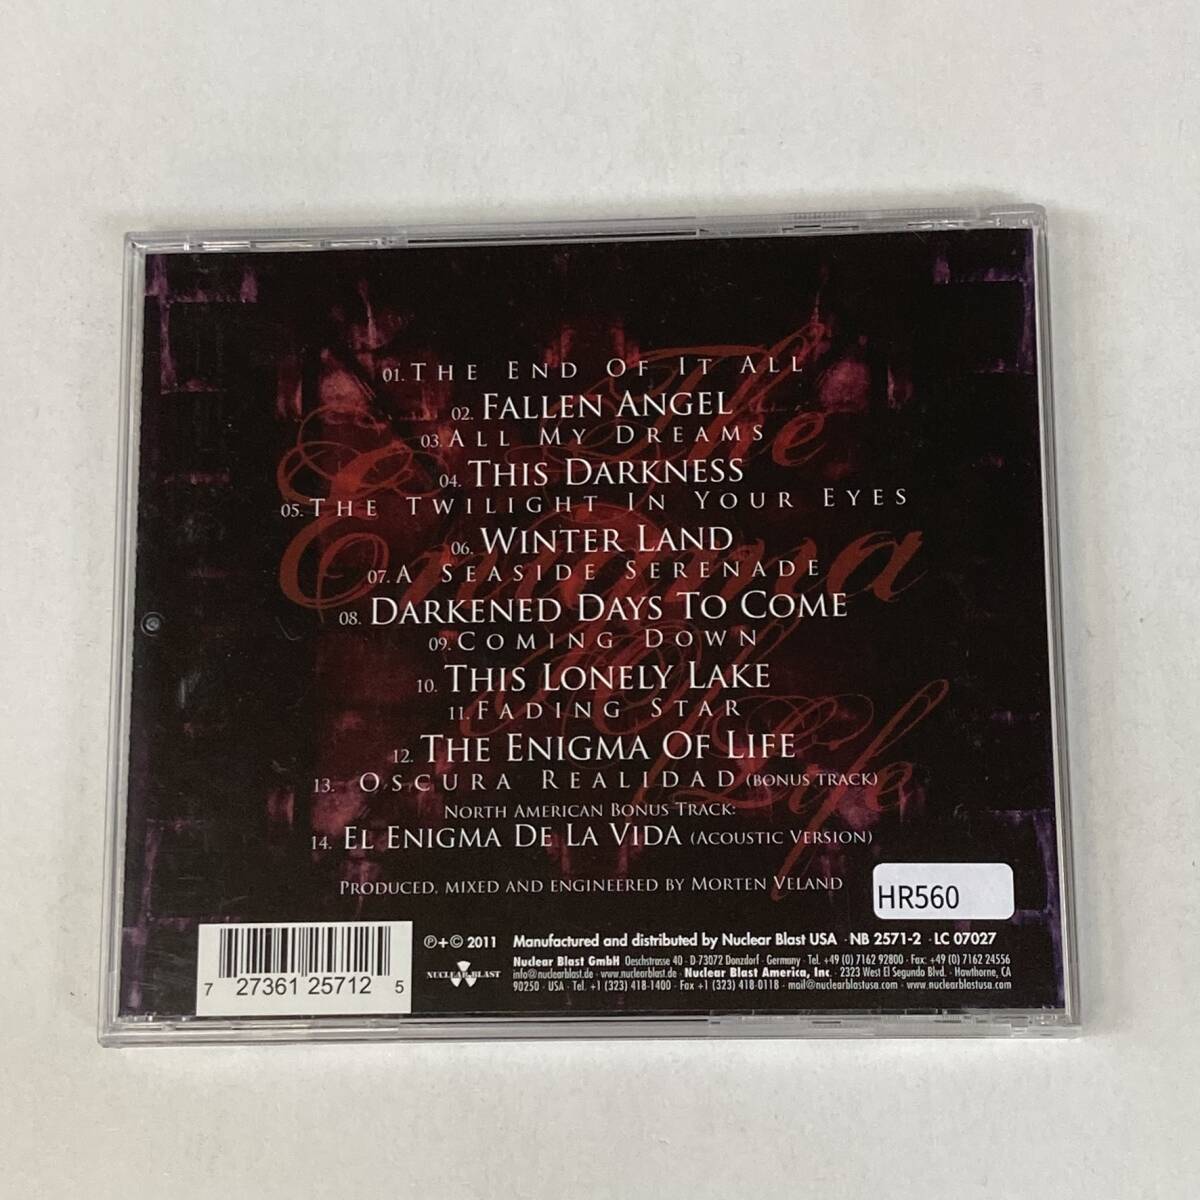 The Enigma Of Life
01. The End Of It All
02. Fallen Angel
03. All My Dreams
04. This Darkness
05. The Twilight In Your Eyes
06. Winter Land
07. A Seaside Serenade
08. Darkened Days To Come
09. Coming Down
10. This Lonely Lake
11. Fading Star
12. The Enigma Of Life
13. Oscura Realidad (bonus track)
North American Bonus Track:
14. El Enigma De La Vida (Acoustic Version)
Produced, mixed and engineered by Morten Veland
HR560
7 27361 25712 5
NUCLEAR BLAST
℗+© 2011 Manufactured and distributed by Nuclear Blast USA · NB 2571-2 · LC 07027
Nuclear Blast GmbH Oeschstrasse 40 · D-73072 Donzdorf · Germany · Tel. +49 (0) 7162 92800 · Fax: +49 (0) 7162 24556
info@nuclearblast.de · www.nuclearblast.de · Nuclear Blast America, Inc. · 2323 West El Segundo Blvd. · Hawthorne, CA
90250 · USA · Tel. +1 (323) 418-1400 · Fax +1 (323) 418-0118 · mail@nuclearblastusa.com · www.nuclearblastusa.com